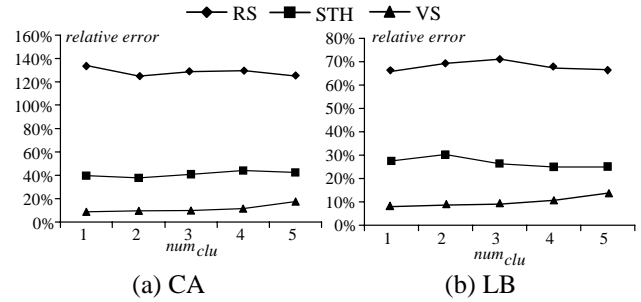 RS STH VS
relative error
160%
140%
120%
100%
80%
60%
40%
20%
0%
1 2 3 4 5
num_clu
(a) CA
relative error
80%
70%
60%
50%
40%
30%
20%
10%
0%
1 2 3 4 5
num_clu
(b) LB